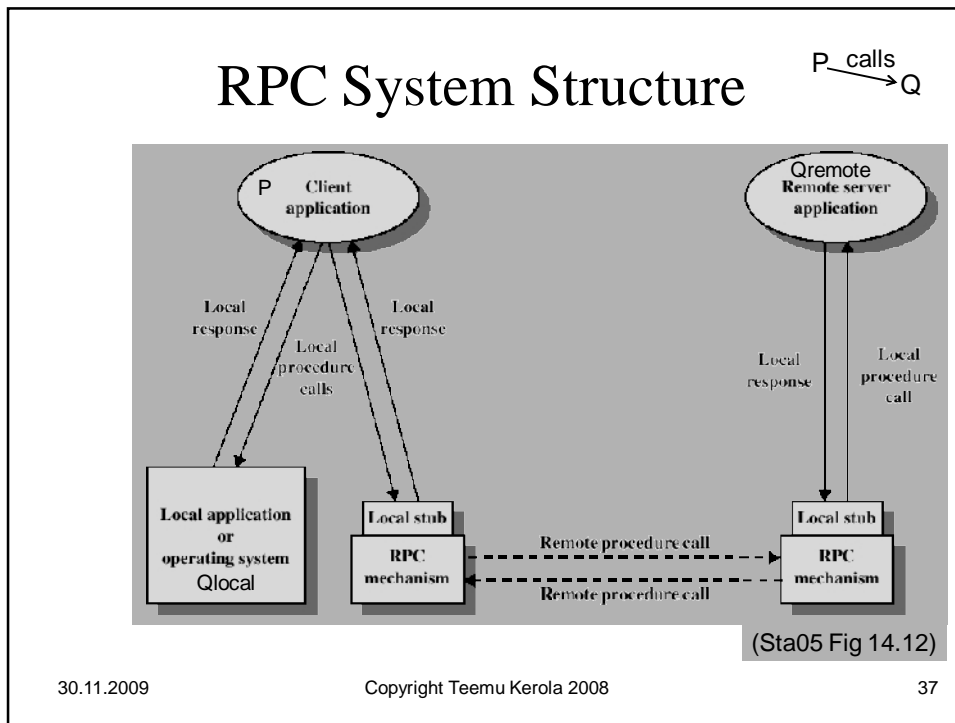 RPC System Structure
P calls Q
P
Client
application
Qremote
Remote server
application
Local
response
Local
procedure
calls
Local
response
Local
response
Local
procedure
call
Local application
or
operating system
Qlocal
Local stub
RPC
mechanism
Remote procedure call
Remote procedure call
Local stub
RPC
mechanism
(Sta05 Fig 14.12)
30.11.2009
Copyright Teemu Kerola 2008
37